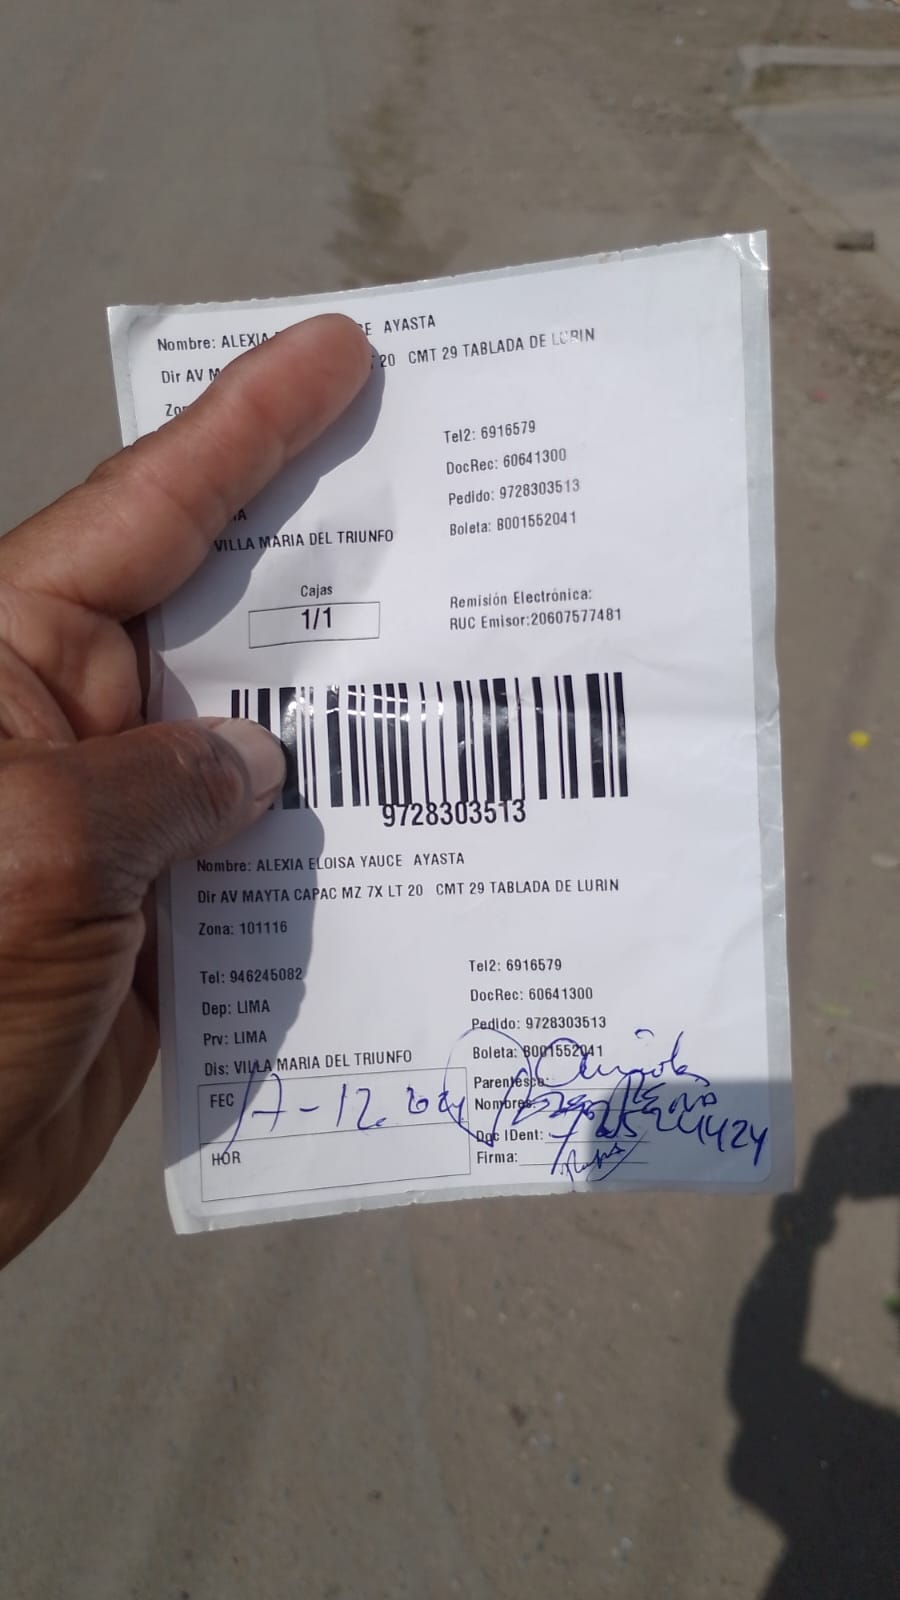 Nombre: ALEXIA AYASTA
Dir AV 20 CMT 29 TABLADA DE LURIN
Tel2: 6916579
DocRec: 60641300
Pedido: 9728303513
Boleta: B001552041
VILLA MARIA DEL TRIUNFO
Cajas
1/1
Remisión Electrónica:
RUC Emisor:20607577481
9728303513
Nombre: ALEXIA ELOISA YAUCE AYASTA
Dir AV MAYTA CAPAC MZ 7X LT 20 CMT 29 TABLADA DE LURIN
Zona: 101116
Tel: 946245082
Dep: LIMA
Prv: LIMA
Dis: VILLA MARIA DEL TRIUNFO
Tel2: 6916579
DocRec: 60641300
Pedido: 9728303513
Boleta: B001552041
FEC 17-12.2024
HOR
Parentesco:
Nombres:
Doc IDent:
Firma: